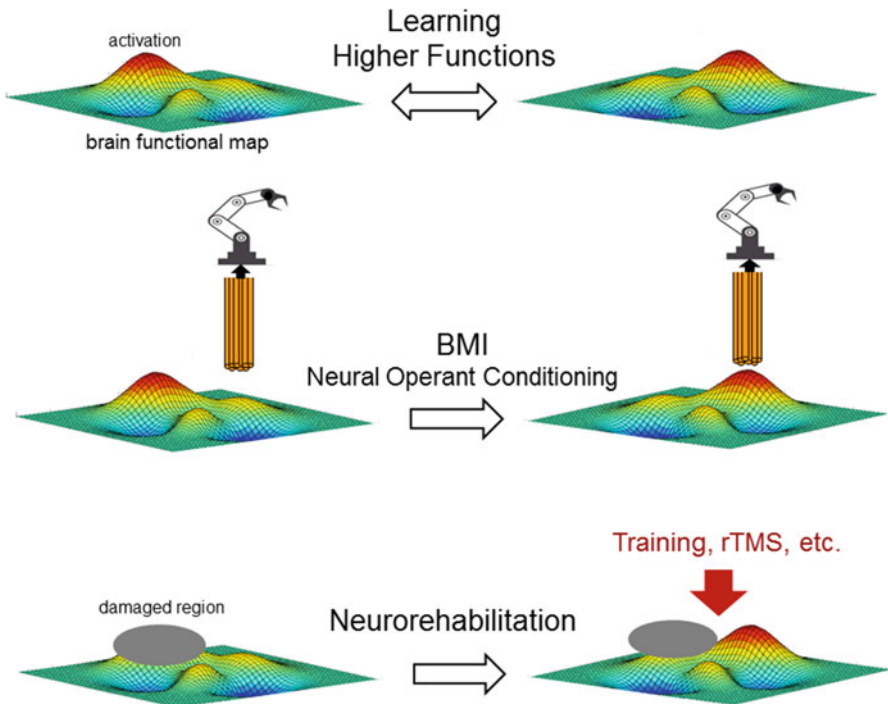 Learning
Higher Functions
activation
brain functional map
BMI
Neural Operant Conditioning
Training, rTMS, etc.
damaged region
Neurorehabilitation